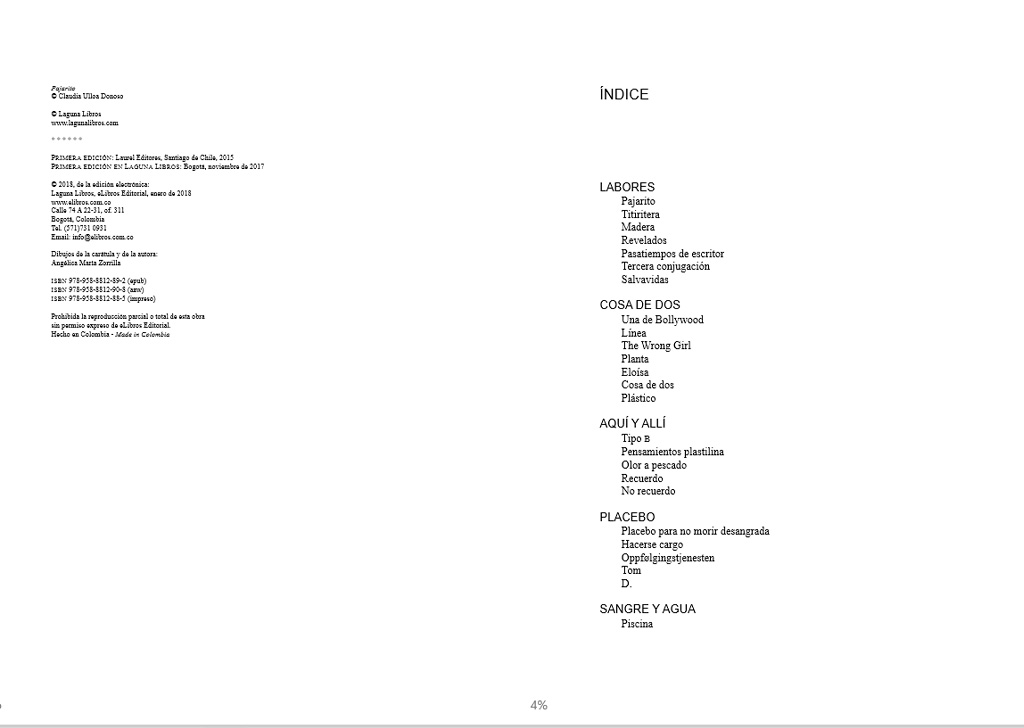 Pajarito
© Claudia Ulloa Donoso
© Laguna Libros
www.lagunalibros.com
* * * * * *
PRIMERA EDICIÓN: Laurel Editores, Santiago de Chile, 2015
PRIMERA EDICIÓN EN LAGUNA LIBROS: Bogotá, noviembre de 2017
© 2018, de la edición electrónica:
Laguna Libros, eLibros Editorial, enero de 2018
www.elibros.com.co
Calle 74 A 22-31, of. 311
Bogotá, Colombia
Tel. (571)731 0931
Email: info@elibros.com.co
Dibujos de la carátula y de la autora:
Angélica María Zorrilla
ISBN 978-958-8812-89-2 (epub)
ISBN 978-958-8812-90-8 (azw)
ISBN 978-958-8812-88-5 (impreso)
Prohibida la reproducción parcial o total de esta obra
sin permiso expreso de eLibros Editorial.
Hecho en Colombia - Made in Colombia
ÍNDICE
LABORES
Pajarito
Titiritera
Madera
Revelados
Pasatiempos de escritor
Tercera conjugación
Salvavidas
COSA DE DOS
Una de Bollywood
Línea
The Wrong Girl
Planta
Eloísa
Cosa de dos
Plástico
AQUÍ Y ALLÍ
Tipo B
Pensamientos plastilina
Olor a pescado
Recuerdo
No recuerdo
PLACEBO
Placebo para no morir desangrada
Hacerse cargo
Oppfølgingstjenesten
Tom
D.
SANGRE Y AGUA
Piscina
4%